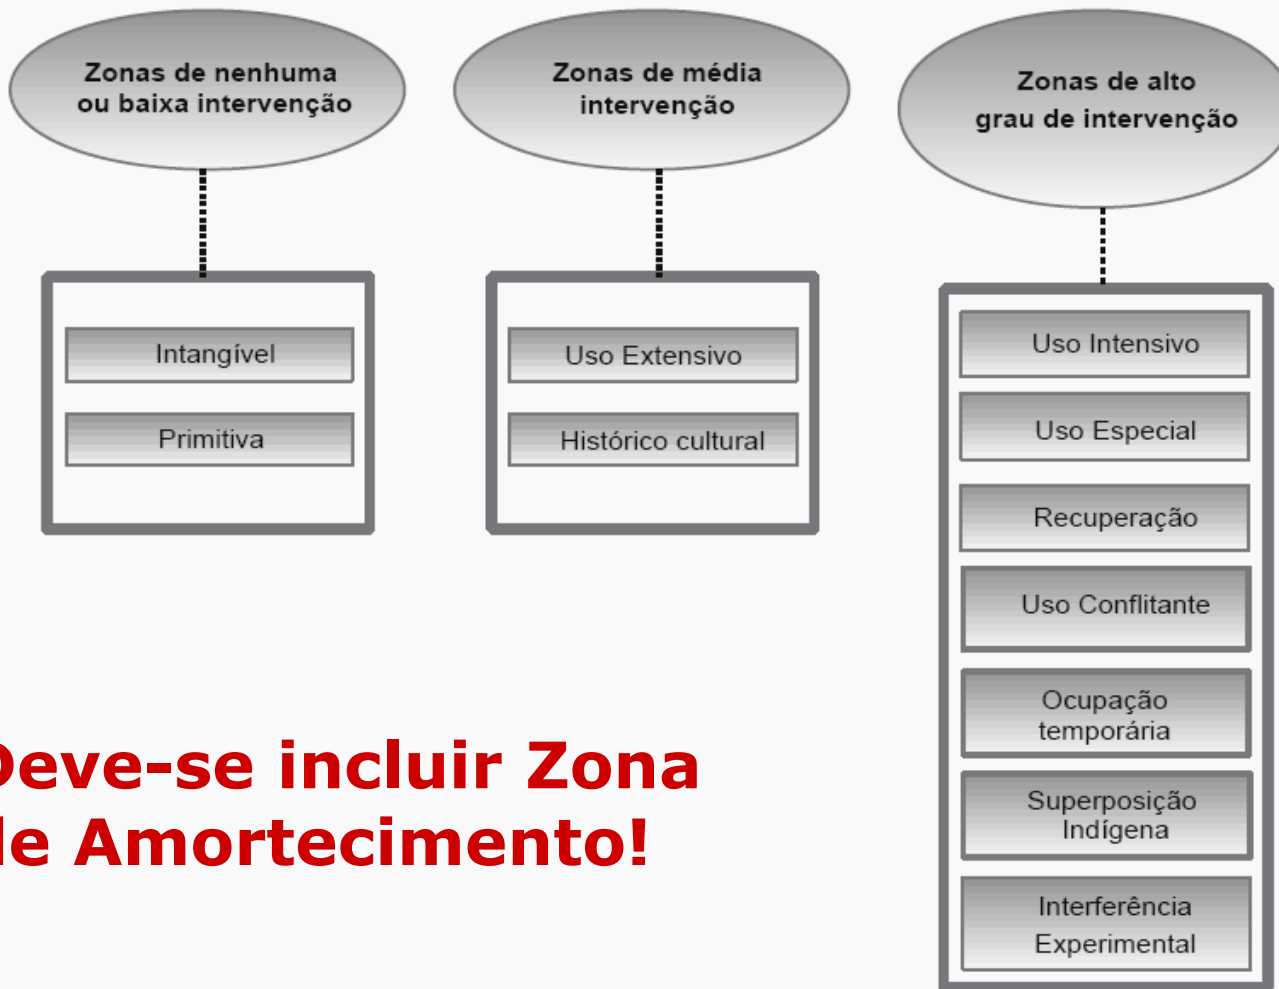 Zonas de nenhuma
ou baixa intervenção
Intangível
Primitiva
Zonas de média
intervenção
Uso Extensivo
Histórico cultural
Zonas de alto
grau de intervenção
Uso Intensivo
Uso Especial
Recuperação
Uso Conflitante
Ocupação
temporária
Superposição
Indígena
Interferência
Experimental
Deve-se incluir Zona
de Amortecimento!